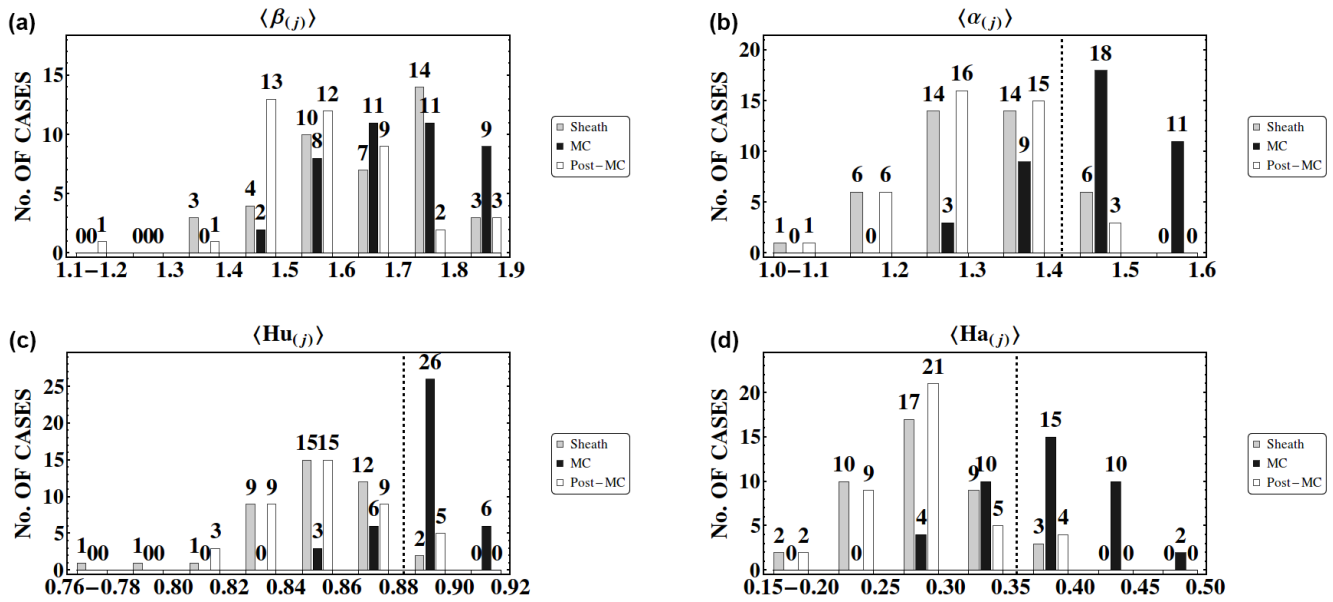 (a)
⟨β(j)⟩
No. OF CASES
15
10
5
0
00 1
000
3 0 1
4 2 13
10 8 12
7 11 9
14 11 2
3 9 3
1.1−1.2 1.3 1.4 1.5 1.6 1.7 1.8 1.9
Sheath
MC
Post−MC
(b)
⟨α(j)⟩
No. OF CASES
20
15
10
5
0
1 0 1
6 0 6
14 3 16
14 9 15
6 18 3
0 11 0
1.0−1.1 1.2 1.3 1.4 1.5 1.6
Sheath
MC
Post−MC
(c)
⟨Hu(j)⟩
No. OF CASES
25
20
15
10
5
0
1 00
1 00
1 0 3
9 0 9
15 3 15
12 6 9
2 26 5
0 6 0
0.76−0.78 0.80 0.82 0.84 0.86 0.88 0.90 0.92
Sheath
MC
Post−MC
(d)
⟨Ha(j)⟩
No. OF CASES
20
15
10
5
0
2 0 2
10 0 9
17 4 21
9 10 5
3 15 4
0 10 0
0 2 0
0.15−0.20 0.25 0.30 0.35 0.40 0.45 0.50
Sheath
MC
Post−MC